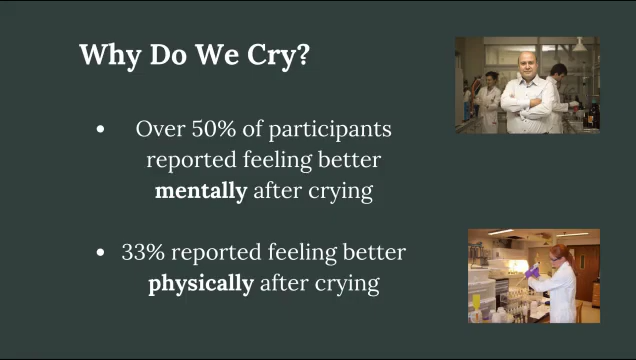 Why Do We Cry?
• Over 50% of participants
reported feeling better
mentally after crying
• 33% reported feeling better
physically after crying